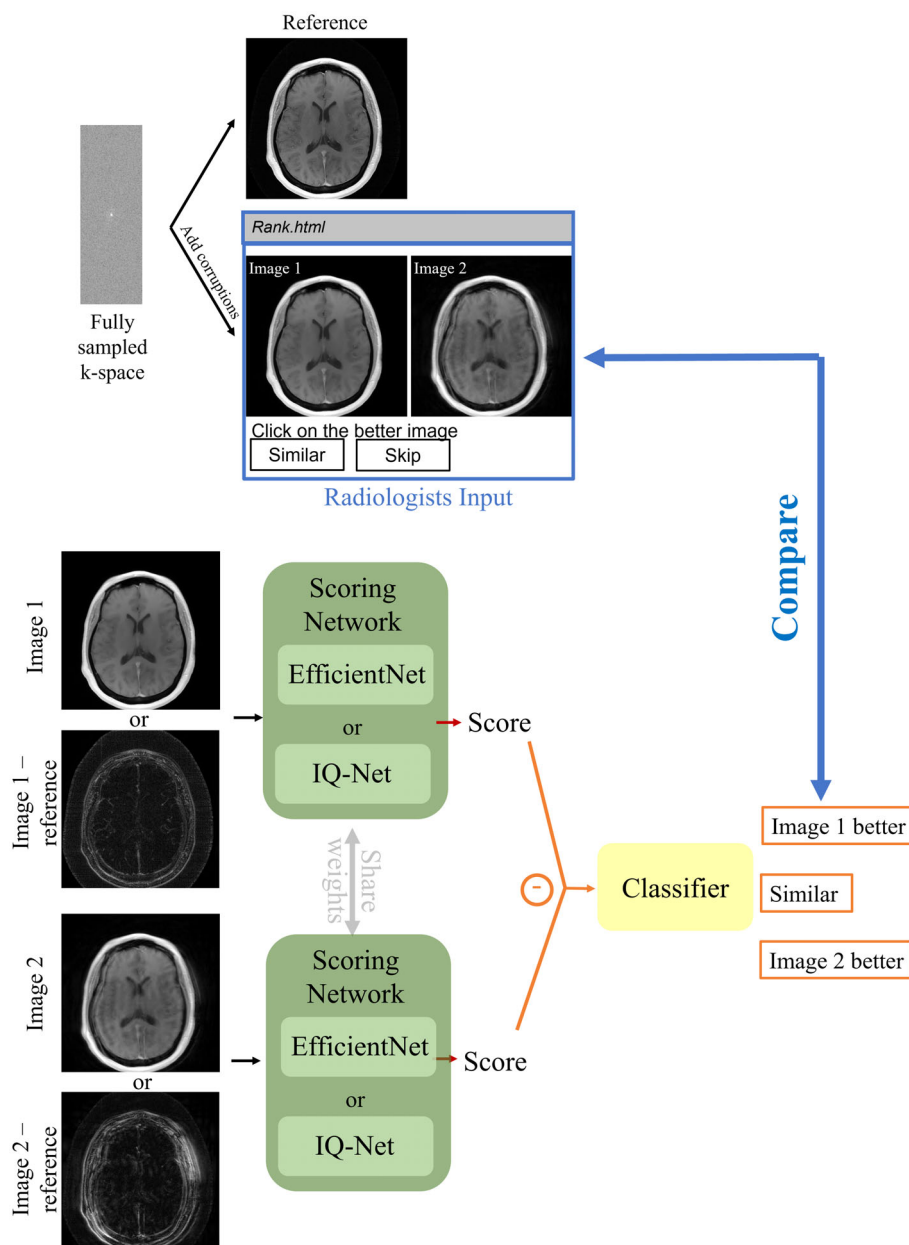 Reference
Add corruptions
Fully
sampled
k-space
Rank.html
Image 1
Image 2
Click on the better image
Similar
Skip
Radiologists Input
Compare
Image 1
or
Image 1 –
reference
Scoring
Network
EfficientNet
or
IQ-Net
Score
Share
weights
Image 2
or
Image 2 –
reference
Scoring
Network
EfficientNet
or
IQ-Net
Score
-
Classifier
Image 1 better
Similar
Image 2 better